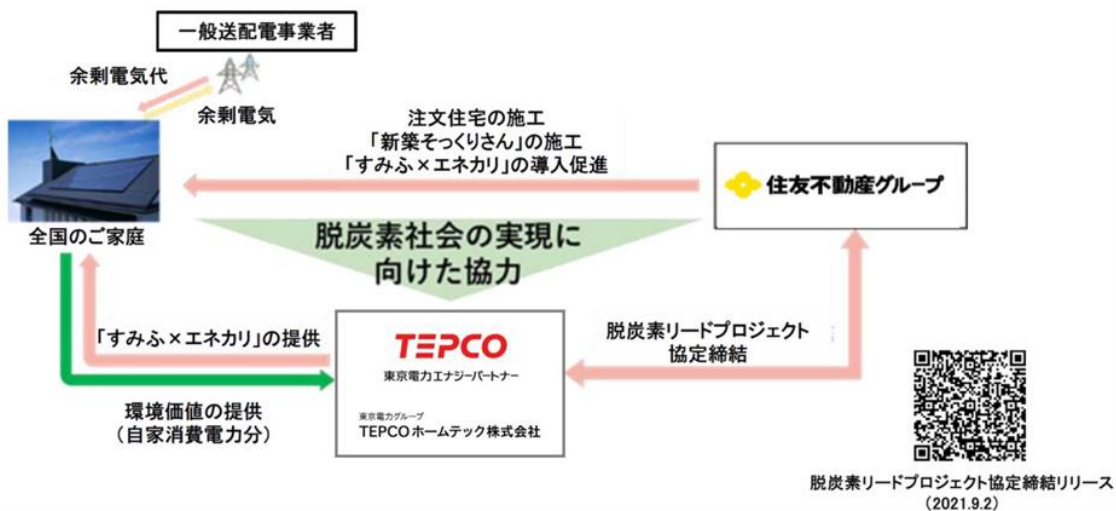 一般送配電事業者
余剰電気代
余剰電気
注文住宅の施工
「新築そっくりさん」の施工
「すみふ×エネカリ」の導入促進
住友不動産グループ
全国のご家庭
脱炭素社会の実現に
向けた協力
「すみふ×エネカリ」の提供
TEPCO
東京電力エナジーパートナー
東京電力グループ
TEPCOホームテック株式会社
脱炭素リードプロジェクト
協定締結
環境価値の提供
（自家消費電力分）
脱炭素リードプロジェクト協定締結リリース
（2021.9.2）